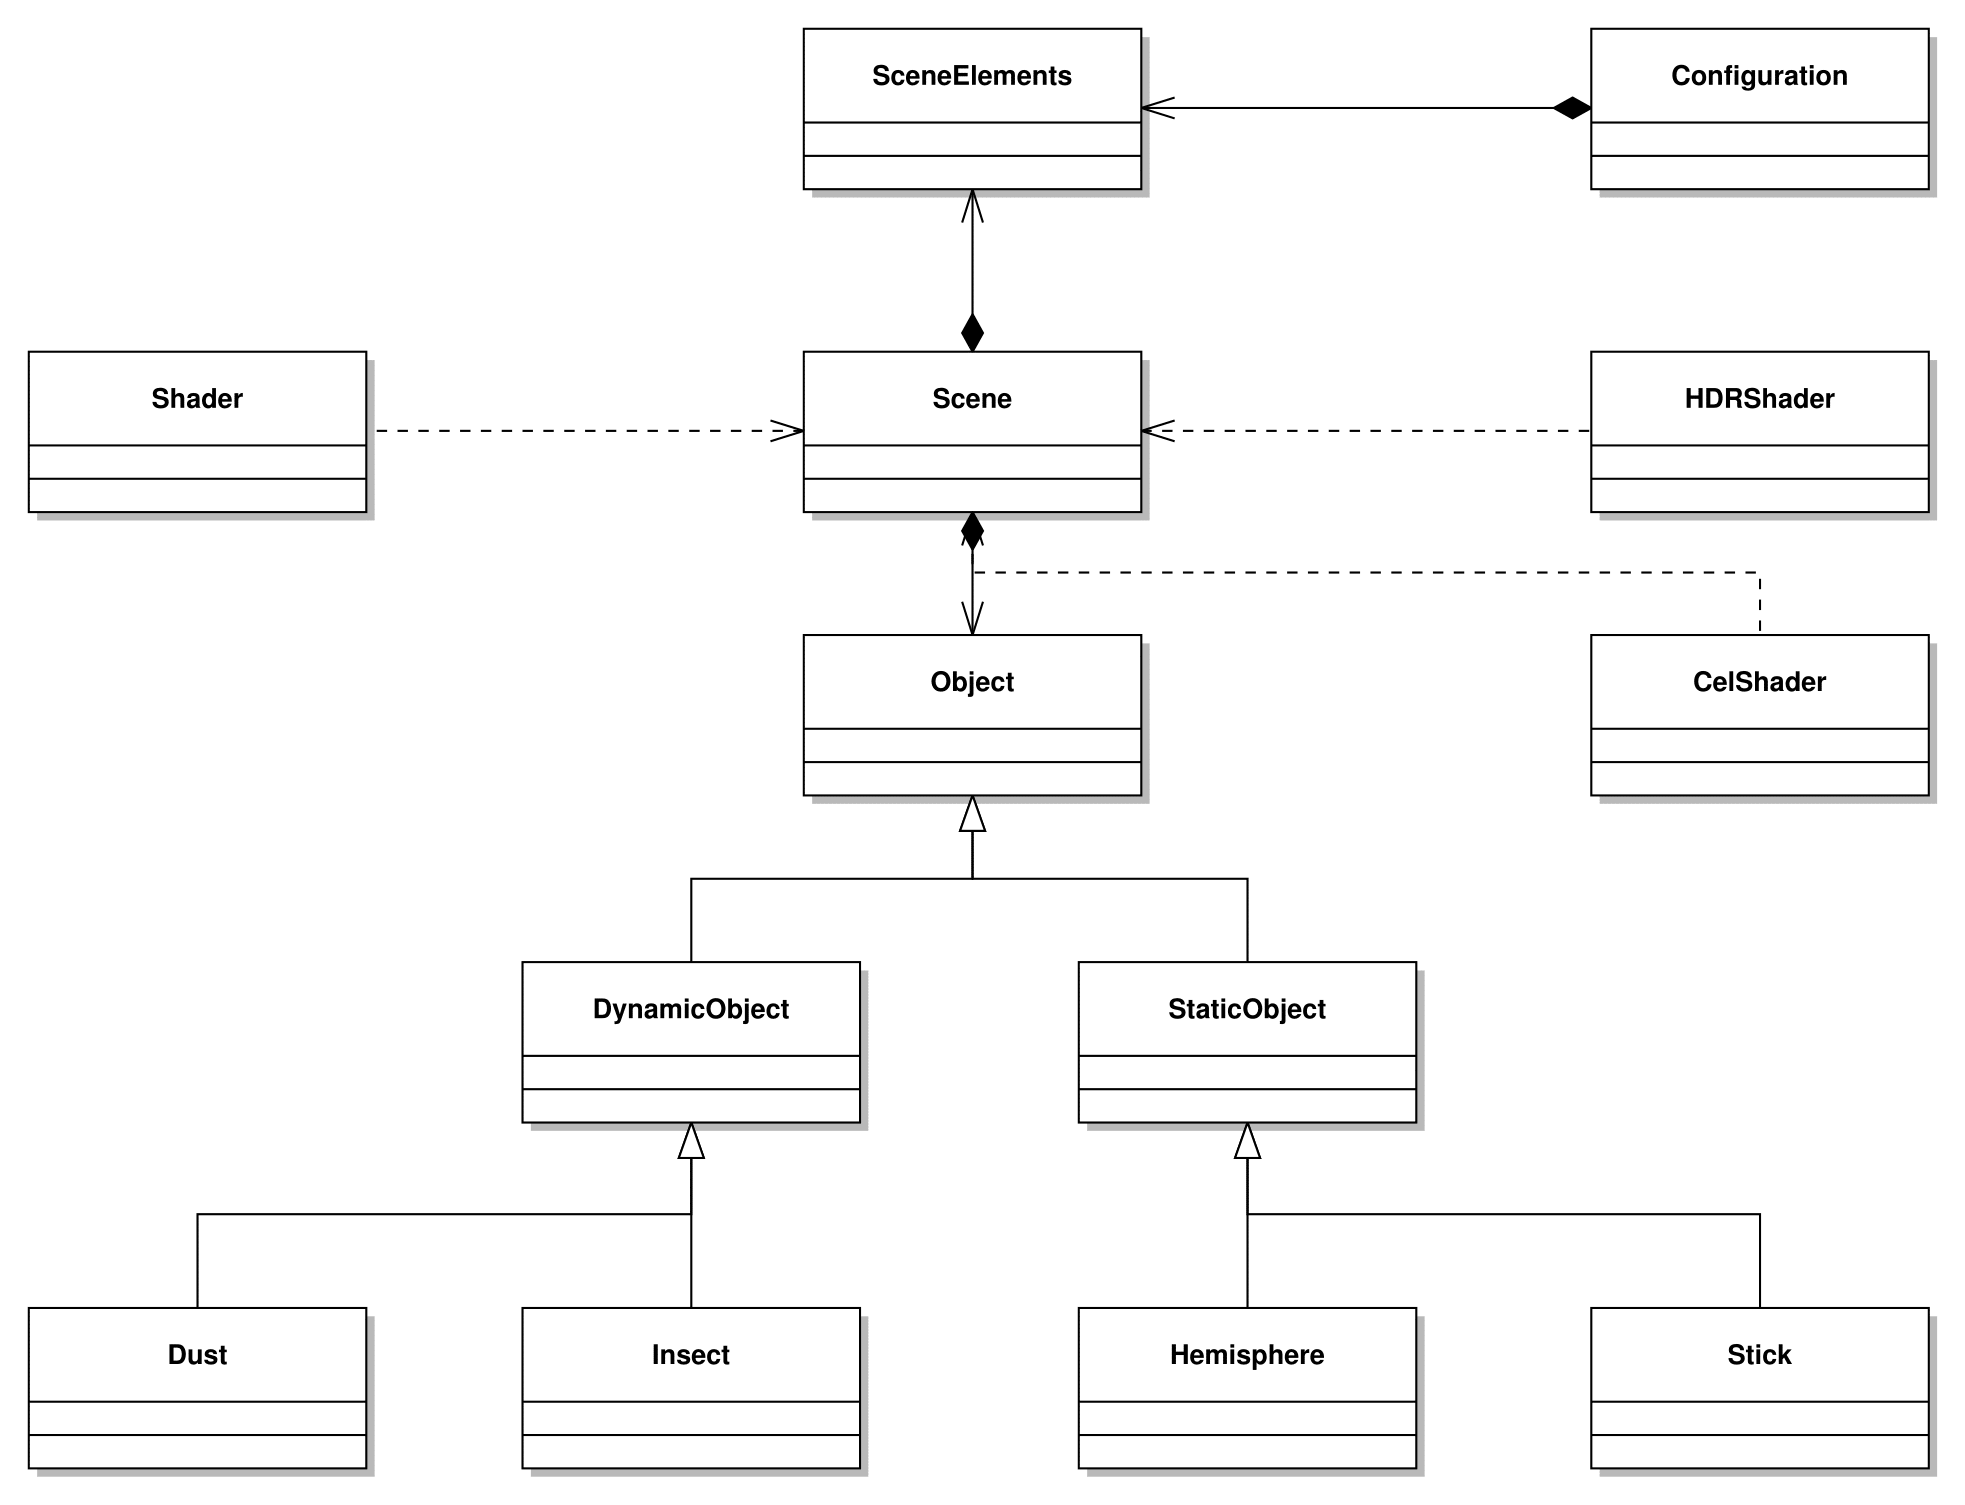 SceneElements
Configuration
Shader
Scene
HDRShader
Object
CelShader
DynamicObject
StaticObject
Dust
Insect
Hemisphere
Stick